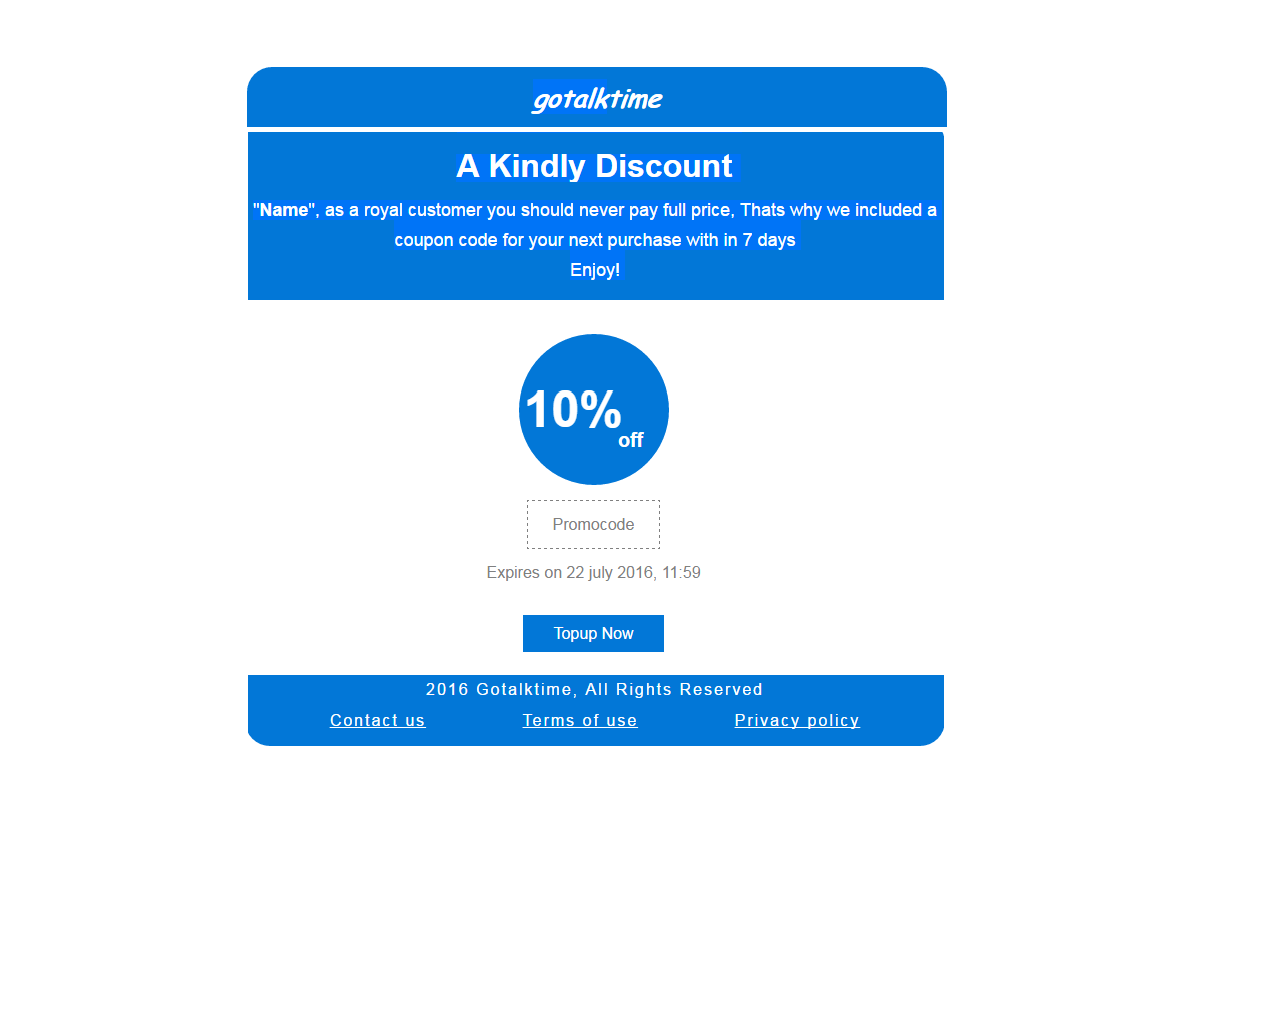 gotalktime
A Kindly Discount
"Name", as a royal customer you should never pay full price, Thats why we included a
coupon code for your next purchase with in 7 days
Enjoy!
10%
off
Promocode
Expires on 22 july 2016, 11:59
Topup Now
2016 Gotalktime, All Rights Reserved
Contact us Terms of use Privacy policy